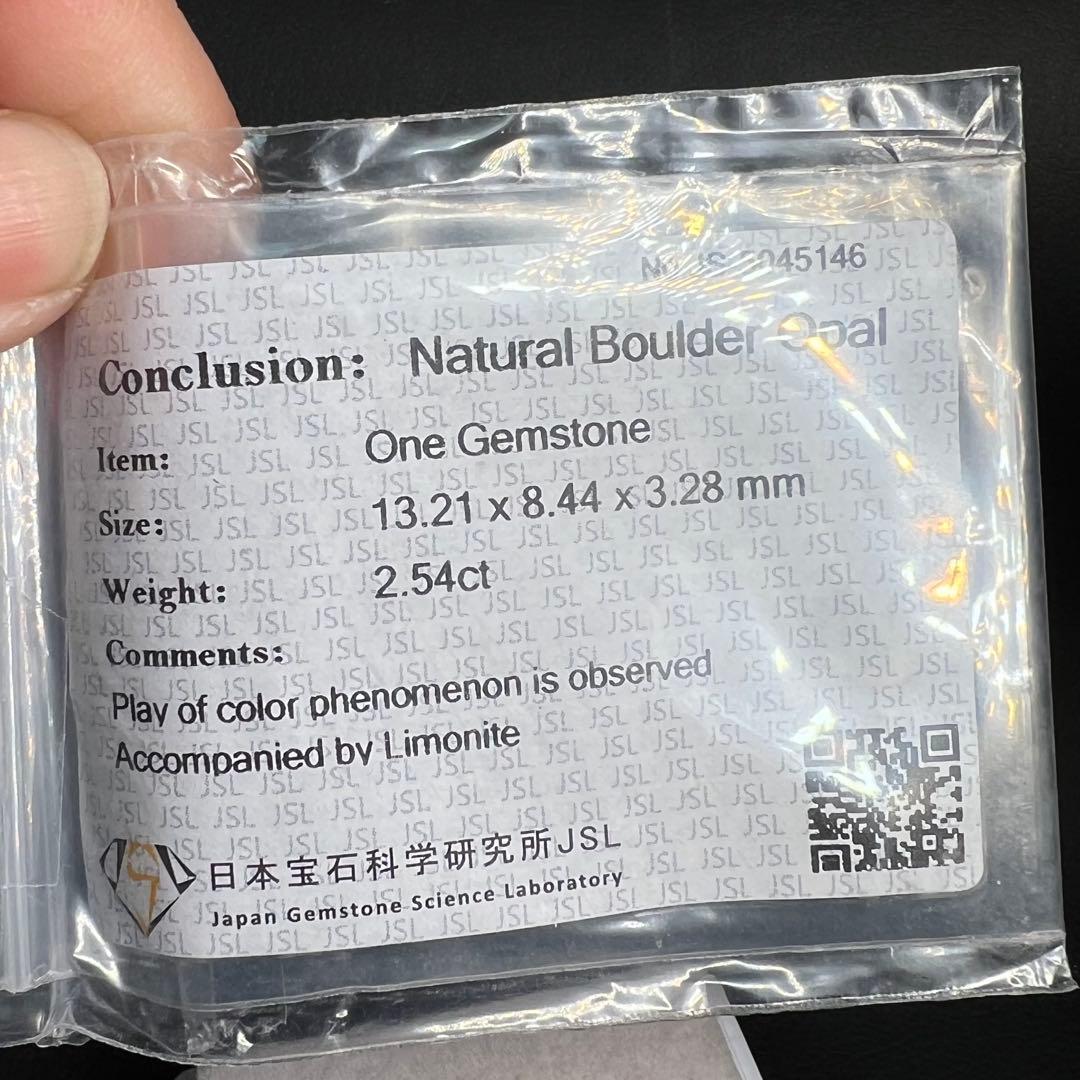 045146
Conclusion: Natural Boulder Opal
Item: One Gemstone
Size: 13.21 x 8.44 x 3.28 mm
Weight: 2.54ct
Comments:
Play of color phenomenon is observed
Accompanied by Limonite
日本宝石科学研究所JSL
Japan Gemstone Science Laboratory